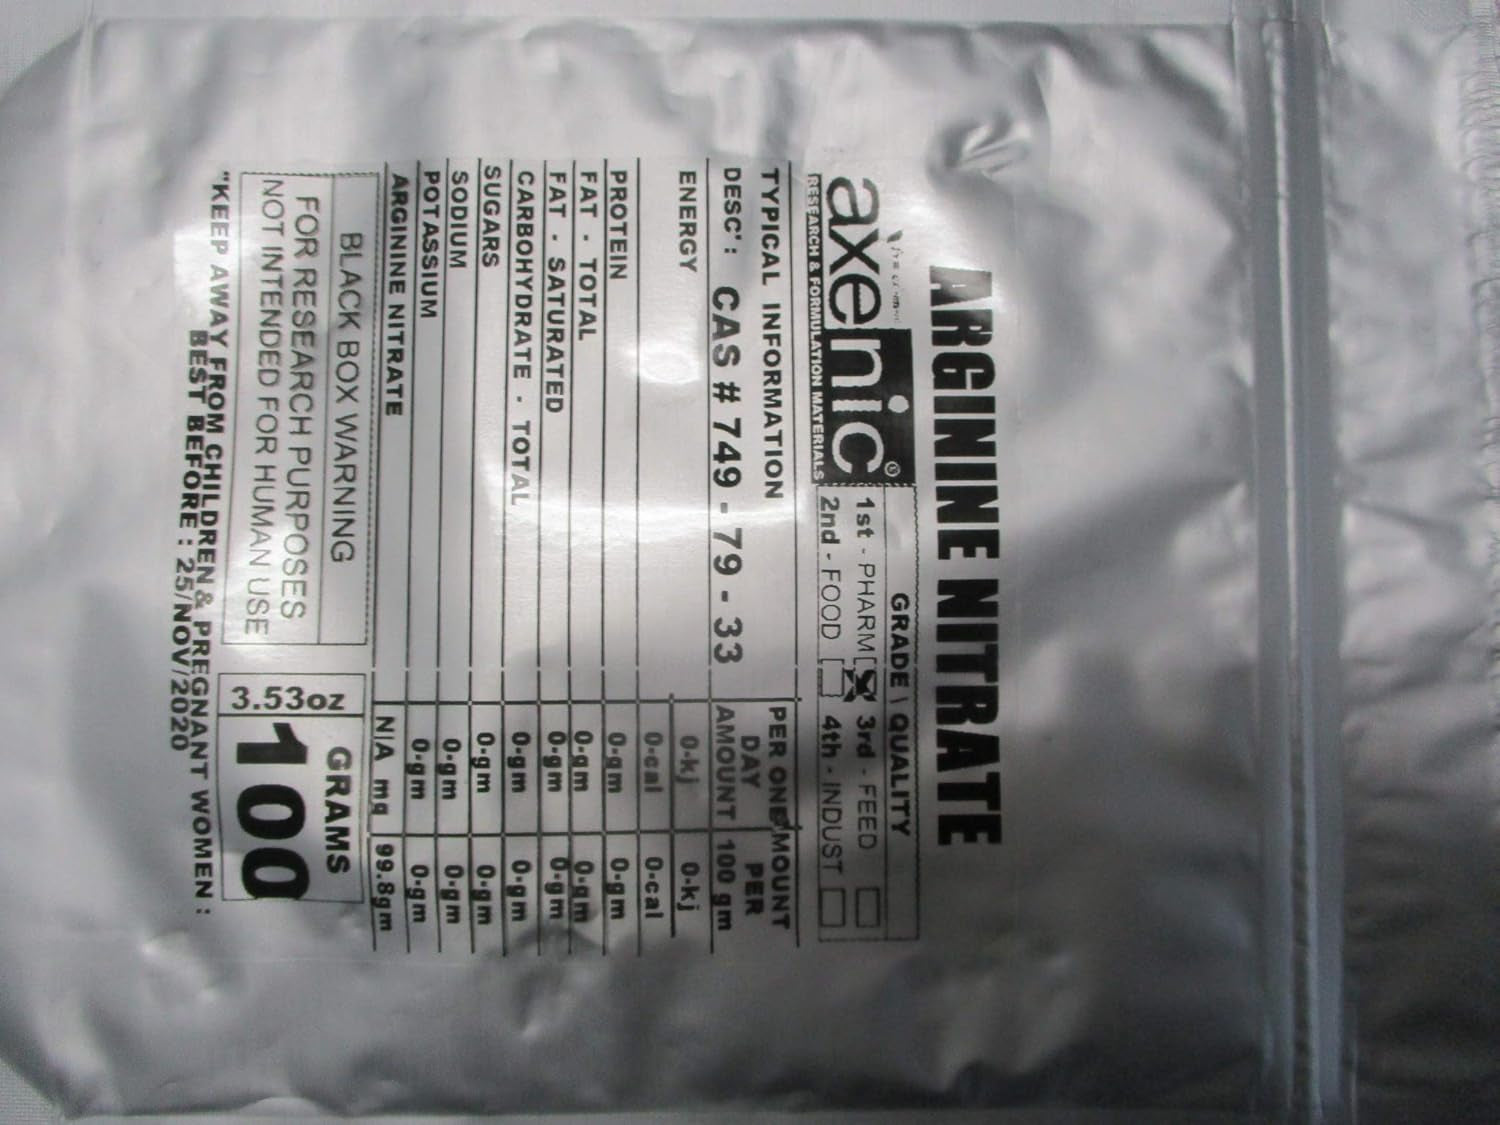 ARGININE NITRATE
axenic®
RESEARCH & FORMULATION MATERIALS
GRADE \ QUALITY
1st - PHARM 3rd - FEED
2nd - FOOD 4th - INDUST
TYPICAL INFORMATION PER ONE DAY AMOUNT MOUNT PER 100 gm
DESC': CAS # 749 - 79 - 33
ENERGY 0-kj 0-kj
0-cal 0-cal
PROTEIN 0-gm 0-gm
FAT - TOTAL 0-gm 0-gm
FAT - SATURATED 0-gm 0-gm
CARBOHYDRATE - TOTAL 0-gm 0-gm
SUGARS 0-gm 0-gm
SODIUM 0-gm 0-gm
POTASSIUM 0-gm 0-gm
ARGININE NITRATE N/A mg 99.8gm
BLACK BOX WARNING
FOR RESEARCH PURPOSES
NOT INTENDED FOR HUMAN USE
3.53oz
GRAMS
100
"KEEP AWAY FROM CHILDREN & PREGNANT WOMEN :
BEST BEFORE : 25/NOV/2020